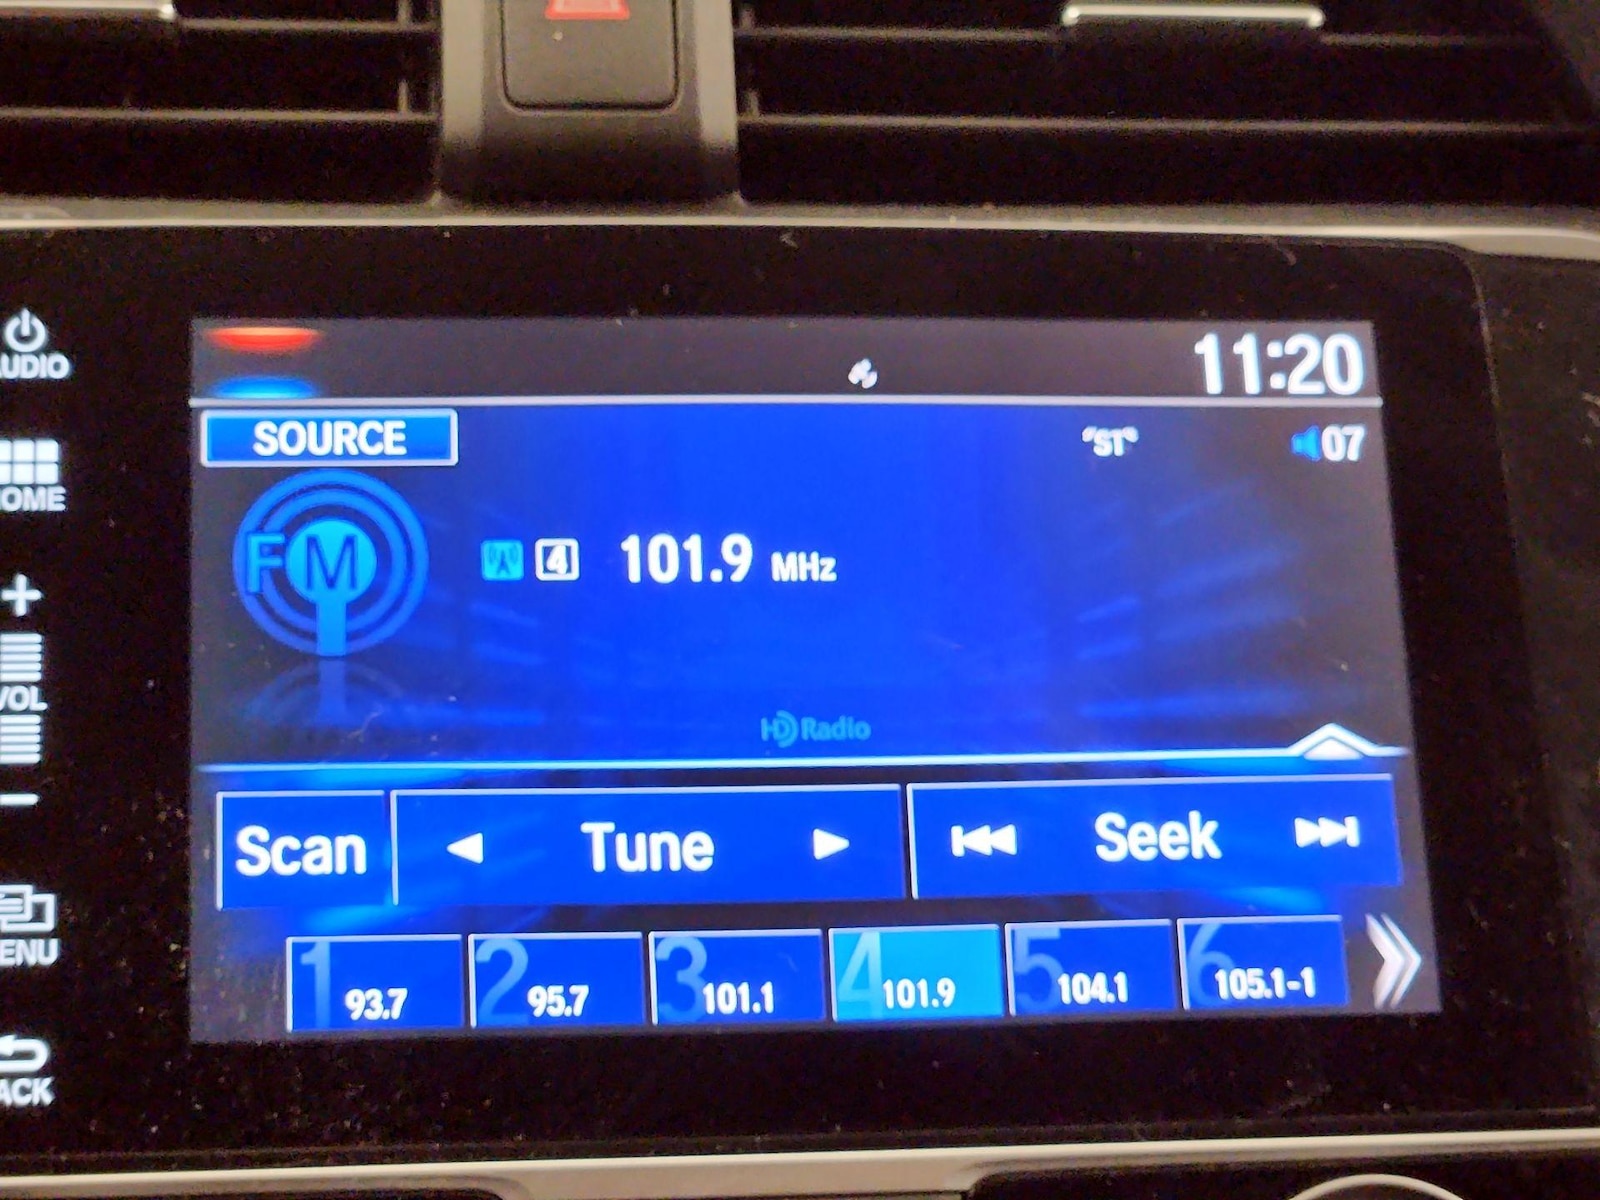 11:20
SOURCE
"ST"
07
FM
4 101.9 MHz
HD Radio
Scan
Tune
Seek
1 93.7
2 95.7
3 101.1
4 101.9
5 104.1
6 105.1-1
AUDIO
HOME
+
VOL
-
MENU
BACK